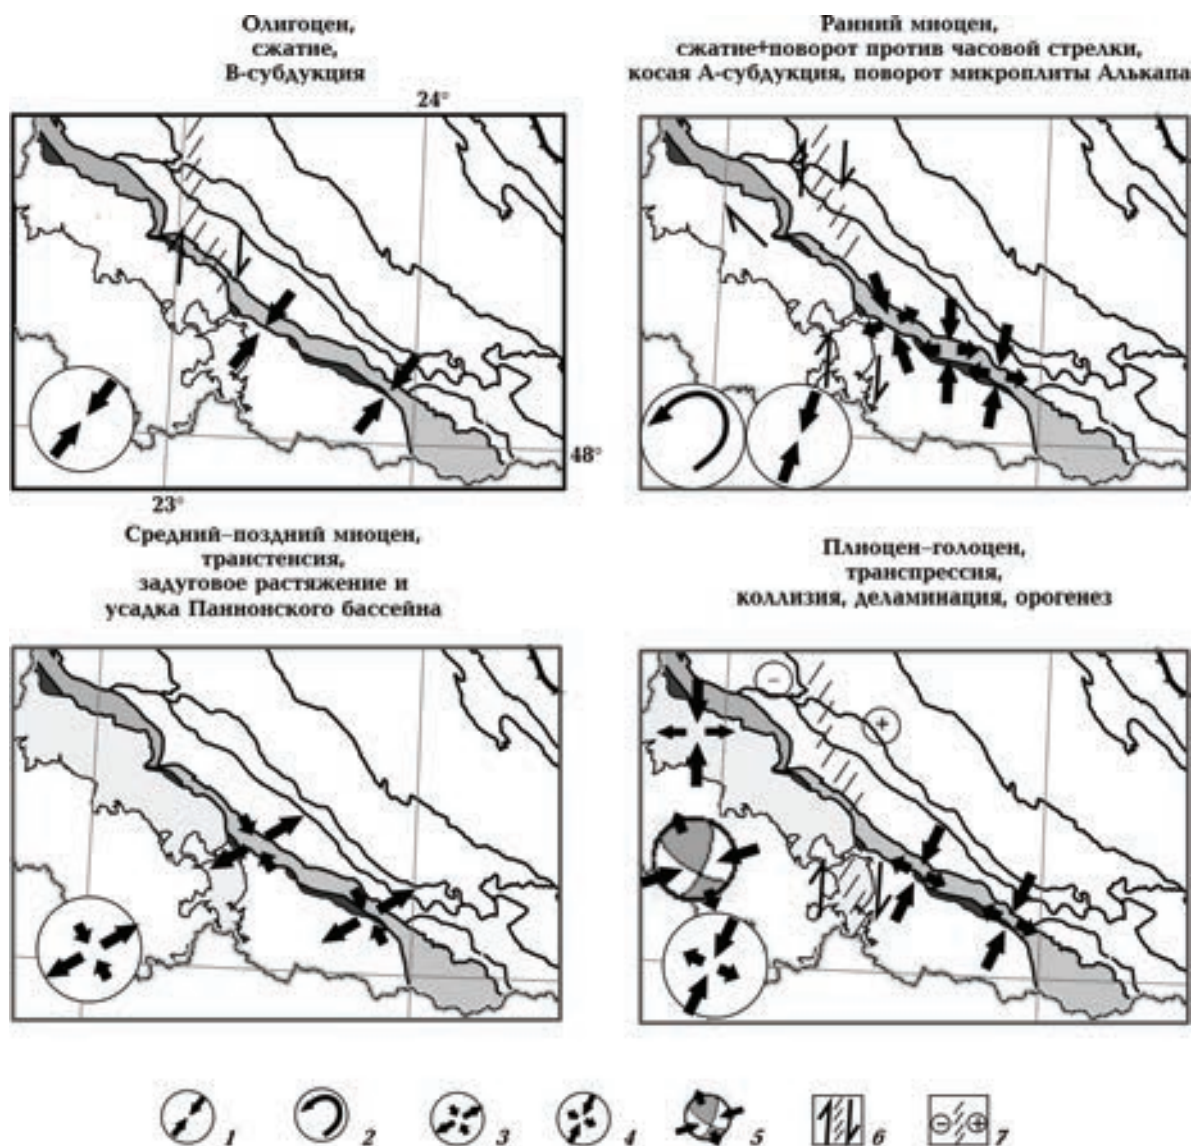 Олигоцен,
сжатие,
В-субдукция
24°
48°
23°
Ранний миоцен,
сжатие+поворот против часовой стрелки,
косая А-субдукция, поворот микроплиты Алькапа
Средний–поздний миоцен,
транстенсия,
задуговое растяжение и
усадка Паннонского бассейна
Плиоцен–голоцен,
транспрессия,
коллизия, деламинация, орогенез
− +
1 2 3 4 5 6 − + 7